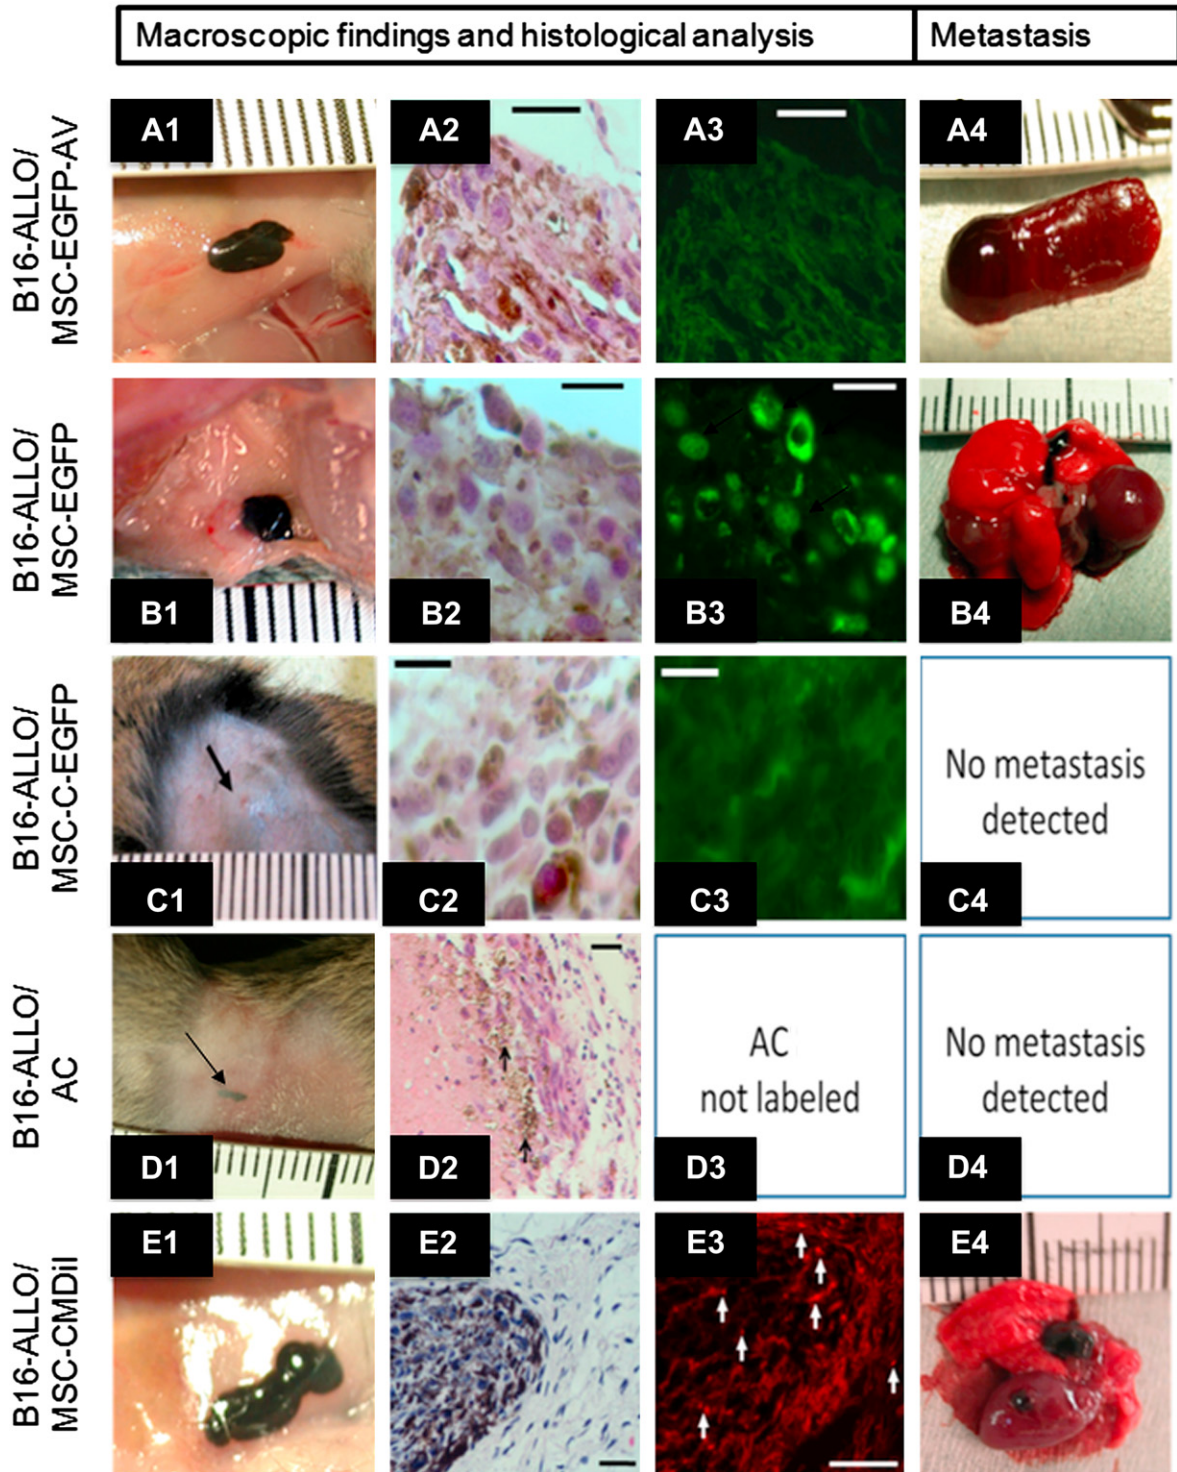 Macroscopic findings and histological analysis
Metastasis
B16-ALLO/
MSC-EGFP-AV
A1
A2
A3
A4
B16-ALLO/
MSC-EGFP
B1
B2
B3
B4
B16-ALLO/
MSC-C-EGFP
C1
C2
C3
No metastasis
detected
C4
B16-ALLO/
AC
D1
D2
AC
not labeled
D3
No metastasis
detected
D4
B16-ALLO/
MSC-CMDil
E1
E2
E3
E4